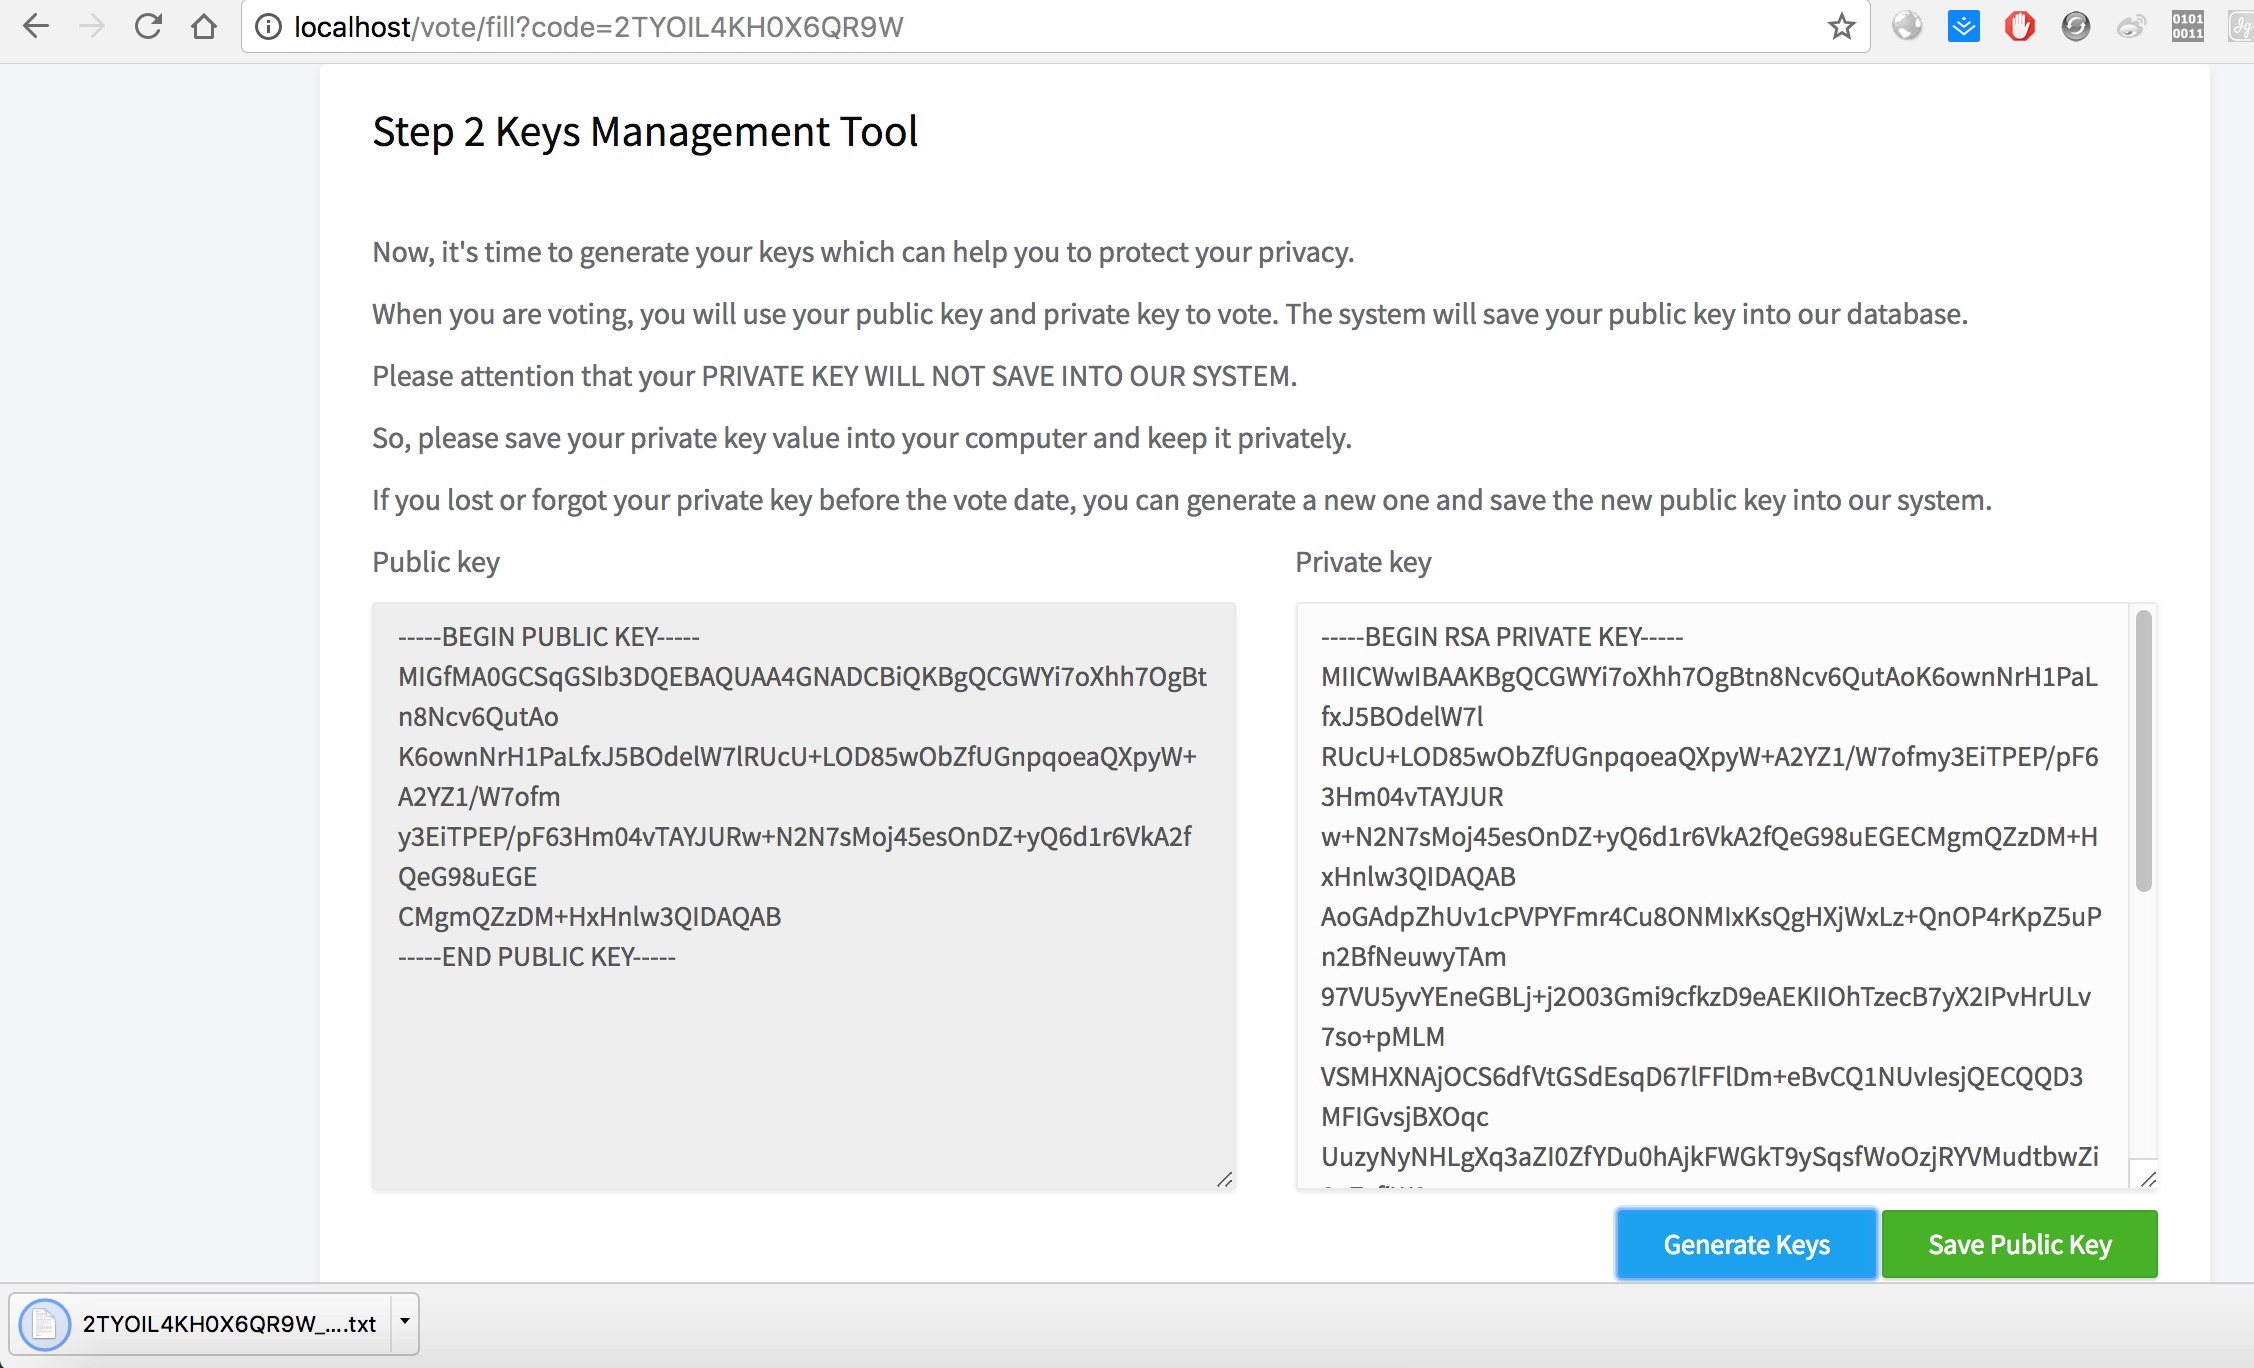 localhost/vote/fill?code=2TYOIL4KH0X6QR9W
0101
0011
Step 2 Keys Management Tool
Now, it's time to generate your keys which can help you to protect your privacy.
When you are voting, you will use your public key and private key to vote. The system will save your public key into our database.
Please attention that your PRIVATE KEY WILL NOT SAVE INTO OUR SYSTEM.
So, please save your private key value into your computer and keep it privately.
If you lost or forgot your private key before the vote date, you can generate a new one and save the new public key into our system.
Public key
-----BEGIN PUBLIC KEY-----
MIGfMA0GCSqGSIb3DQEBAQUAA4GNADCBiQKBgQCGWYi7oXhh7OgBt
n8Ncv6QutAo
K6ownNrH1PaLfxJ5BOdelW7lRUcU+LOD85wObZfUGnpqoeaQXpyW+
A2YZ1/W7ofm
y3EiTPEP/pF63Hm04vTAYJURw+N2N7sMoj45esOnDZ+yQ6d1r6VkA2f
QeG98uEGE
CMgmQZzDM+HxHnlw3QIDAQAB
-----END PUBLIC KEY-----
Private key
-----BEGIN RSA PRIVATE KEY-----
MIICWwIBAAKBgQCGWYi7oXhh7OgBtn8Ncv6QutAoK6ownNrH1PaL
fxJ5BOdelW7l
RUcU+LOD85wObZfUGnpqoeaQXpyW+A2YZ1/W7ofmy3EiTPEP/pF6
3Hm04vTAYJUR
w+N2N7sMoj45esOnDZ+yQ6d1r6VkA2fQeG98uEGECMgmQZzDM+H
xHnlw3QIDAQAB
AoGAdpZhUv1cPVPYFmr4Cu8ONMIxKsQgHXjWxLz+QnOP4rKpZ5uP
n2BfNeuwyTAm
97VU5yvYEneGBLj+j2O03Gmi9cfkzD9eAEKIIOhTzecB7yX2IPvHrULv
7so+pMLM
VSMHXNAjOCS6dfVtGSdEsqD67lFFlDm+eBvCQ1NUvIesjQECQQD3
MFIGvsjBXOqc
UuzyNyNHLgXq3aZI0ZfYDu0hAjkFWGkT9ySqsfWoOzjRYVMudtbwZi
Generate Keys
Save Public Key
2TYOIL4KH0X6QR9W_....txt